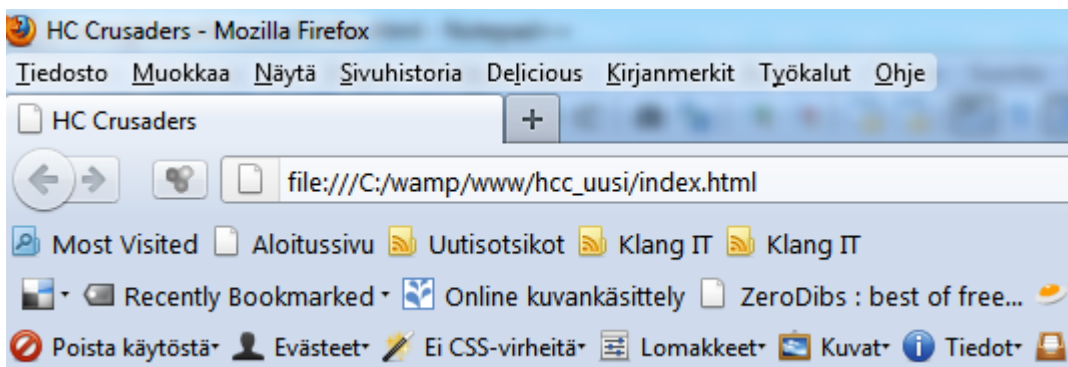 HC Crusaders - Mozilla Firefox
Tiedosto Muokkaa Näytä Sivuhistoria Delicious Kirjanmerkit Työkalut Ohje
HC Crusaders
file:///C:/wamp/www/hcc_uusi/index.html
Most Visited Aloitussivu Uutisotsikot Klang IT Klang IT
Recently Bookmarked Online kuvankäsittely ZeroDibs : best of free...
Poista käytöstä Evästeet Ei CSS-virheitä Lomakkeet Kuvat Tiedot